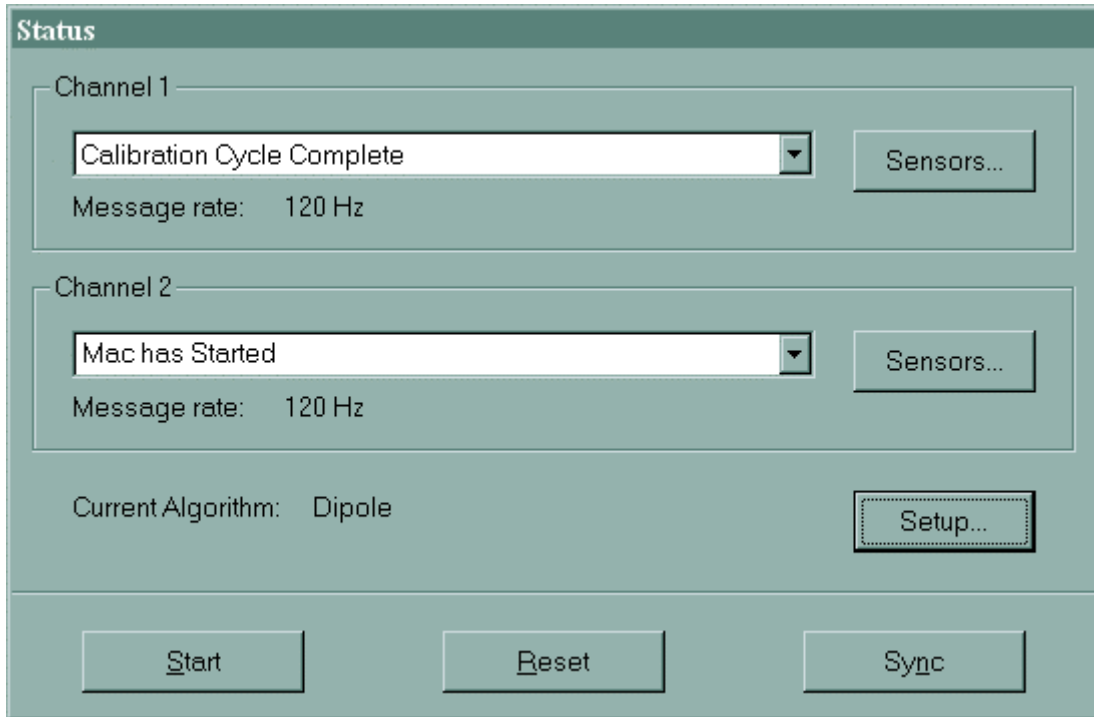 Status
Channel 1
Calibration Cycle Complete
Sensors...
Message rate: 120 Hz
Channel 2
Mac has Started
Sensors...
Message rate: 120 Hz
Current Algorithm: Dipole
Setup...
Start
Reset
Sync